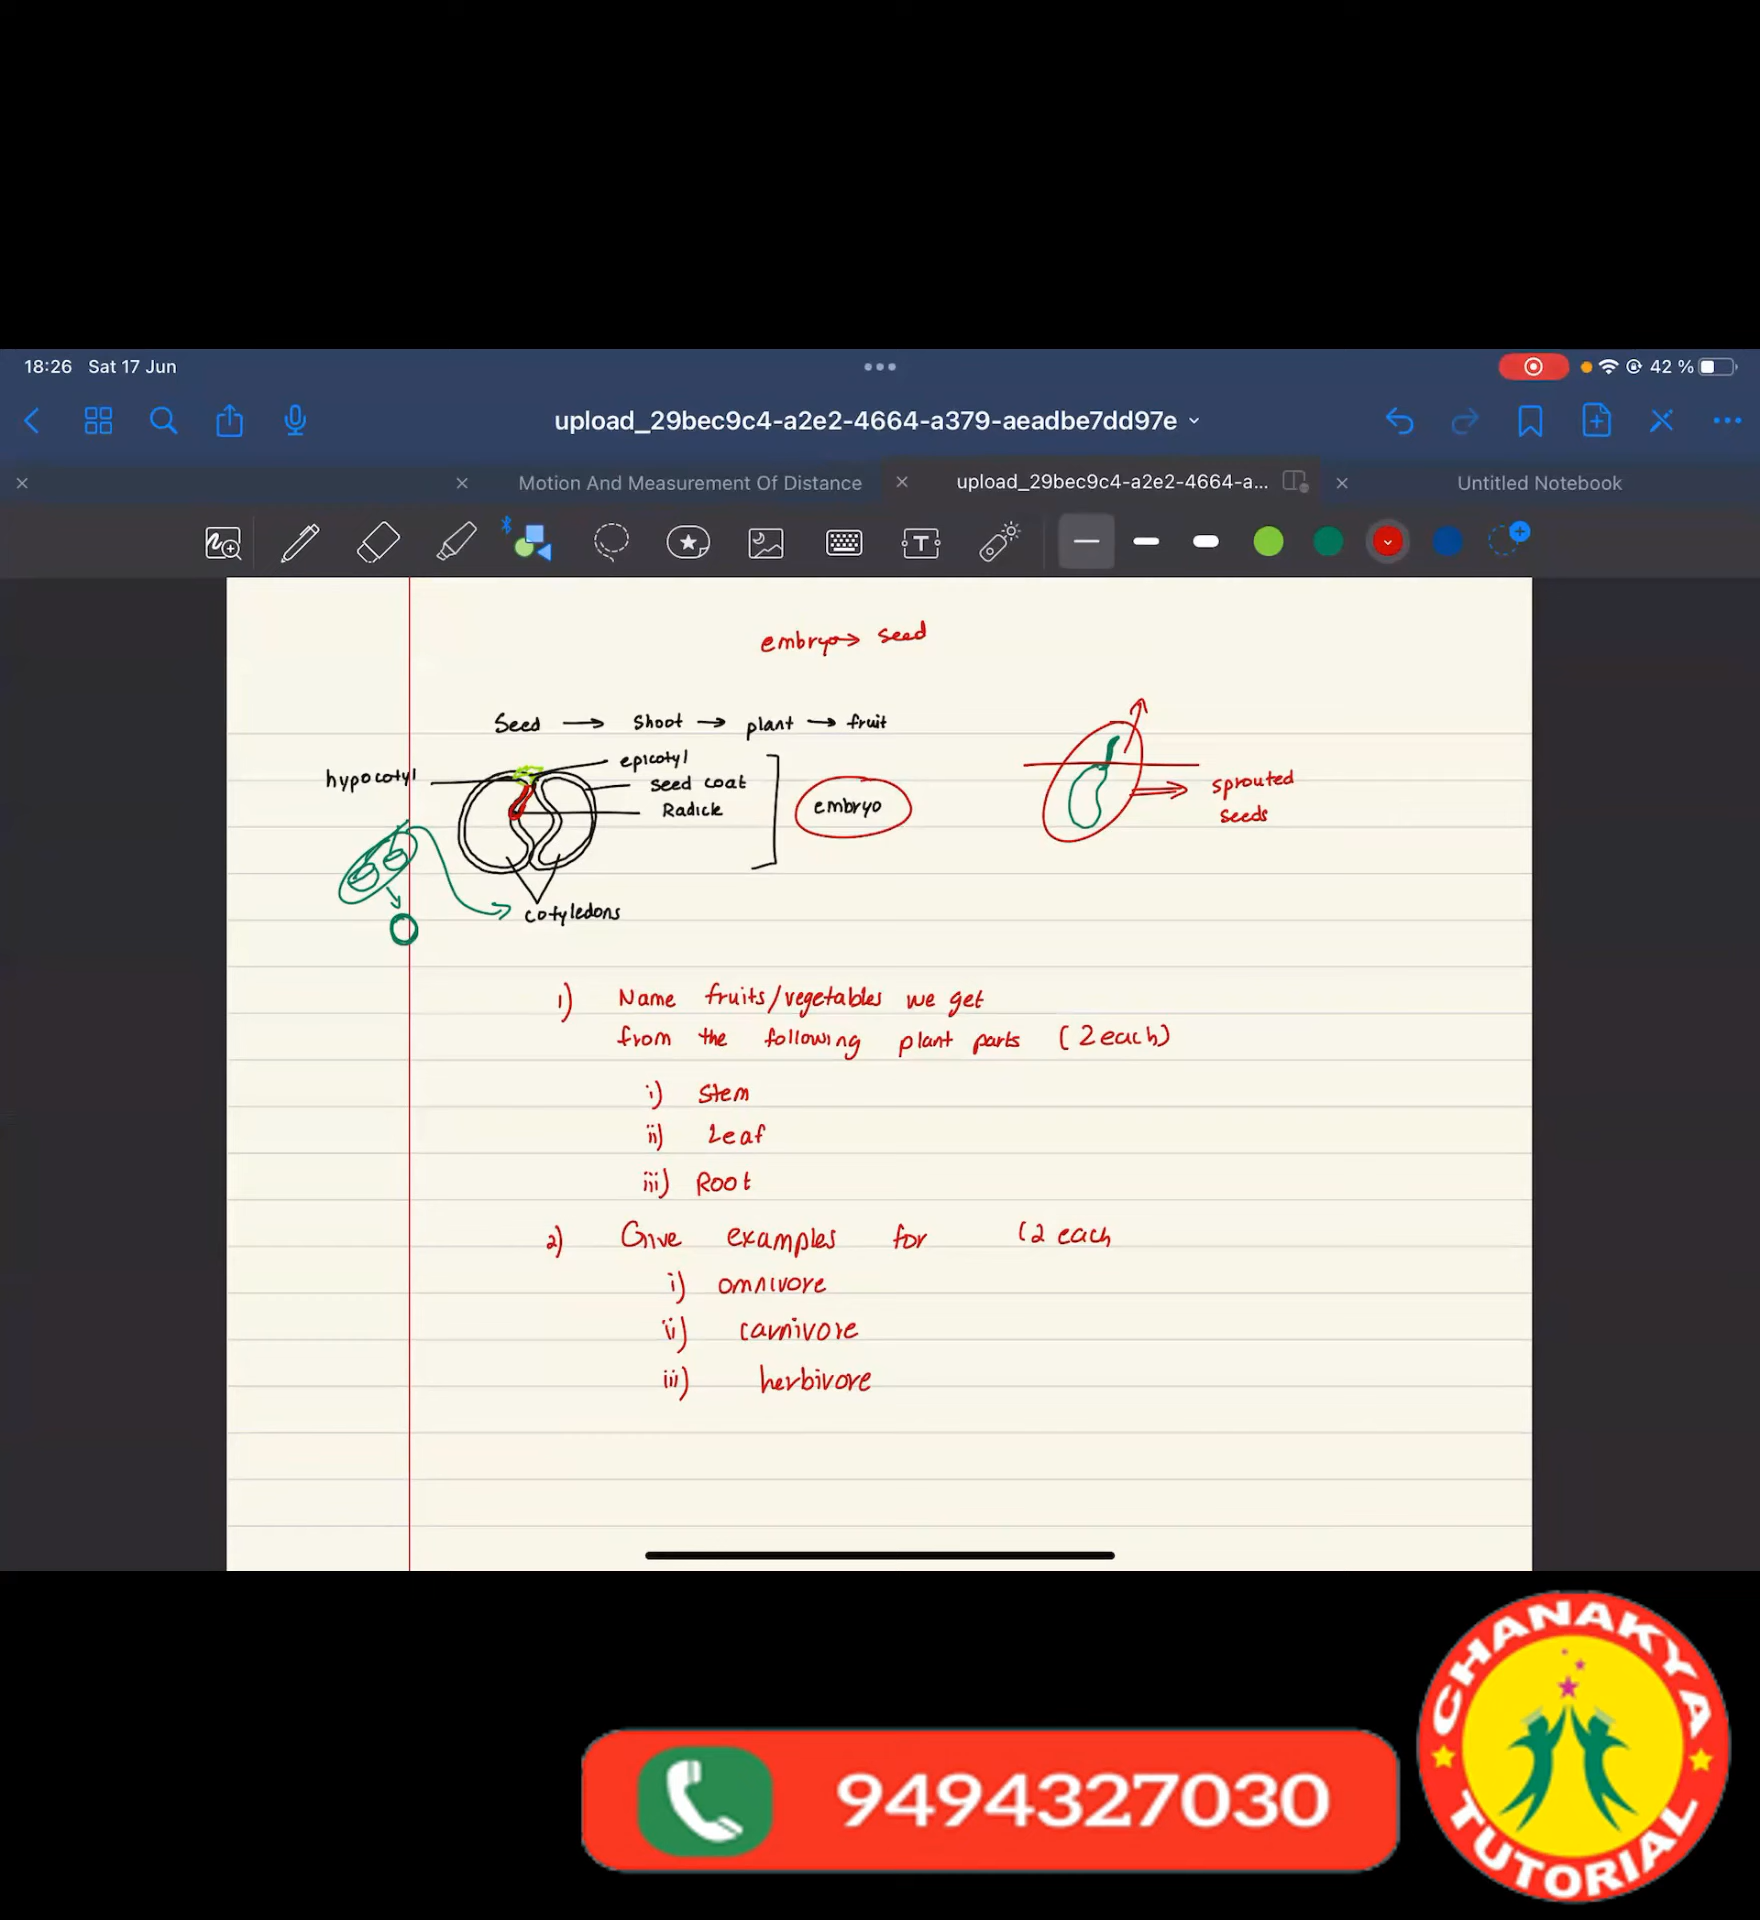 18:26 Sat 17 Jun
42 %
upload_29bec9c4-a2e2-4664-a379-aeadbe7dd97e
Motion And Measurement Of Distance
upload_29bec9c4-a2e2-4664-a...
Untitled Notebook
T
embryo→ seed
Seed → Shoot → plant → fruit
hypocotyl
epicotyl
seed coat
Radicle
embryo
sprouted
seeds
cotyledons
1) Name fruits/vegetables we get
from the following plant parts (2 each)
i) Stem
ii) Leaf
iii) Root
2) Give examples for (2 each
i) omnivore
ii) carnivore
iii) herbivore
9494327030
CHANAKYA
TUTORIAL